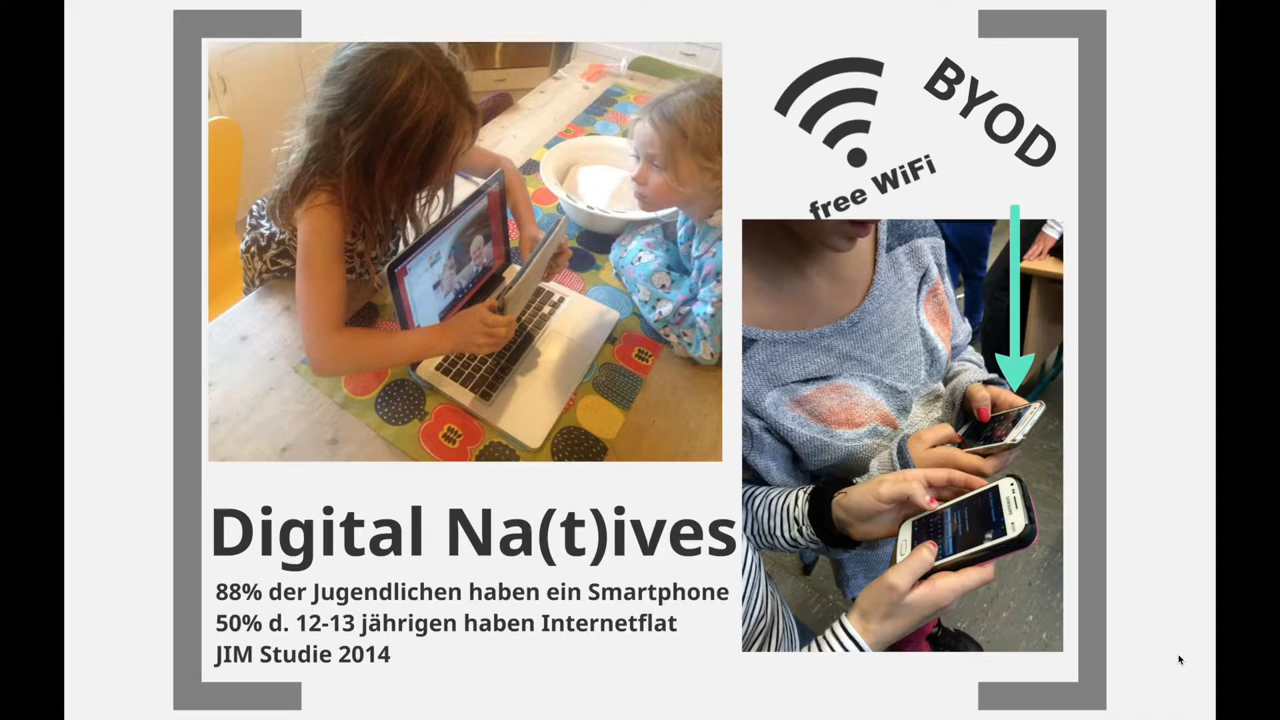 free WiFi
BYOD
Digital Na(t)ives
88% der Jugendlichen haben ein Smartphone
50% d. 12-13 jährigen haben Internetflat
JIM Studie 2014
SAMSUNG